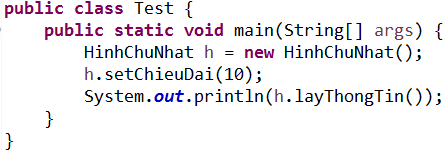 public class Test {
public static void main(String[] args) {
HinhChuNhat h = new HinhChuNhat();
h.setChieuDai(10);
System.out.println(h.layThongTin());
}
}